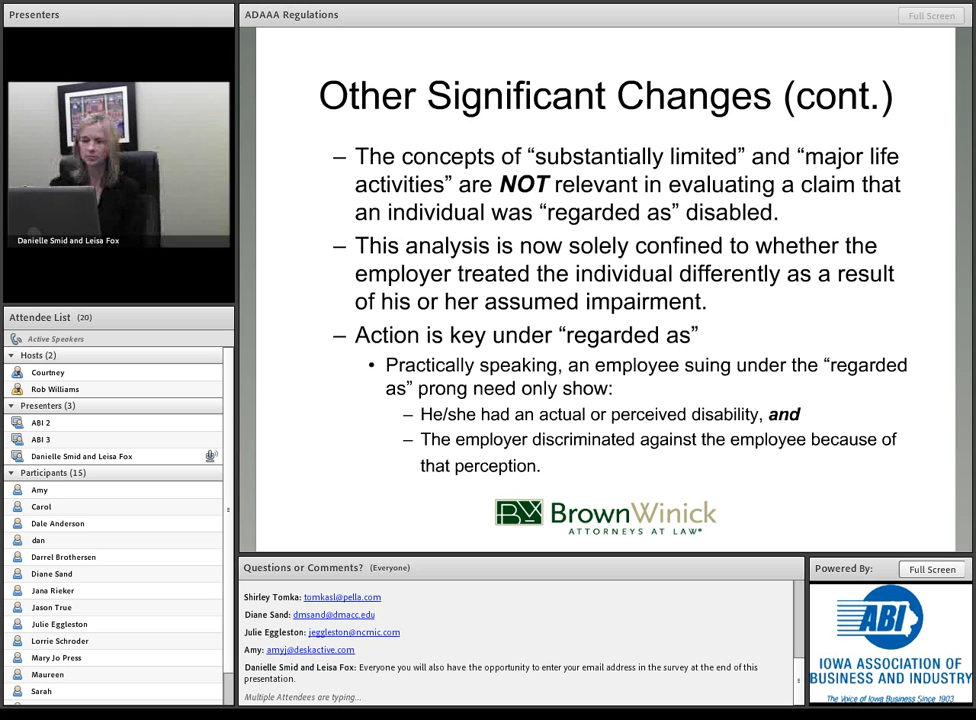 Presenters
Danielle Smid and Leisa Fox
Attendee List (20)
Active Speakers
Hosts (2)
Courtney
Rob Williams
Presenters (3)
ABI 2
ABI 3
Danielle Smid and Leisa Fox
Participants (15)
Amy
Carol
Dale Anderson
dan
Darrel Brothersen
Diane Sand
Jana Rieker
Jason True
Julie Eggleston
Lorrie Schroder
Mary Jo Press
Maureen
Sarah
ADAAA Regulations
Full Screen
Other Significant Changes (cont.)
– The concepts of “substantially limited” and “major life
activities” are NOT relevant in evaluating a claim that
an individual was “regarded as” disabled.
– This analysis is now solely confined to whether the
employer treated the individual differently as a result
of his or her assumed impairment.
– Action is key under “regarded as”
• Practically speaking, an employee suing under the “regarded
as” prong need only show:
– He/she had an actual or perceived disability, and
– The employer discriminated against the employee because of
that perception.
BrownWinick
ATTORNEYS AT LAW®
Questions or Comments? (Everyone)
Shirley Tomka: tomkasl@pella.com
Diane Sand: dmsand@dmacc.edu
Julie Eggleston: jeggleston@ncmic.com
Amy: amyj@deskactive.com
Danielle Smid and Leisa Fox: Everyone you will also have the opportunity to enter your email address in the survey at the end of this
presentation.
Multiple Attendees are typing...
Powered By:
Full Screen
ABI
IOWA ASSOCIATION OF
BUSINESS AND INDUSTRY
The Voice of Iowa Business Since 1903